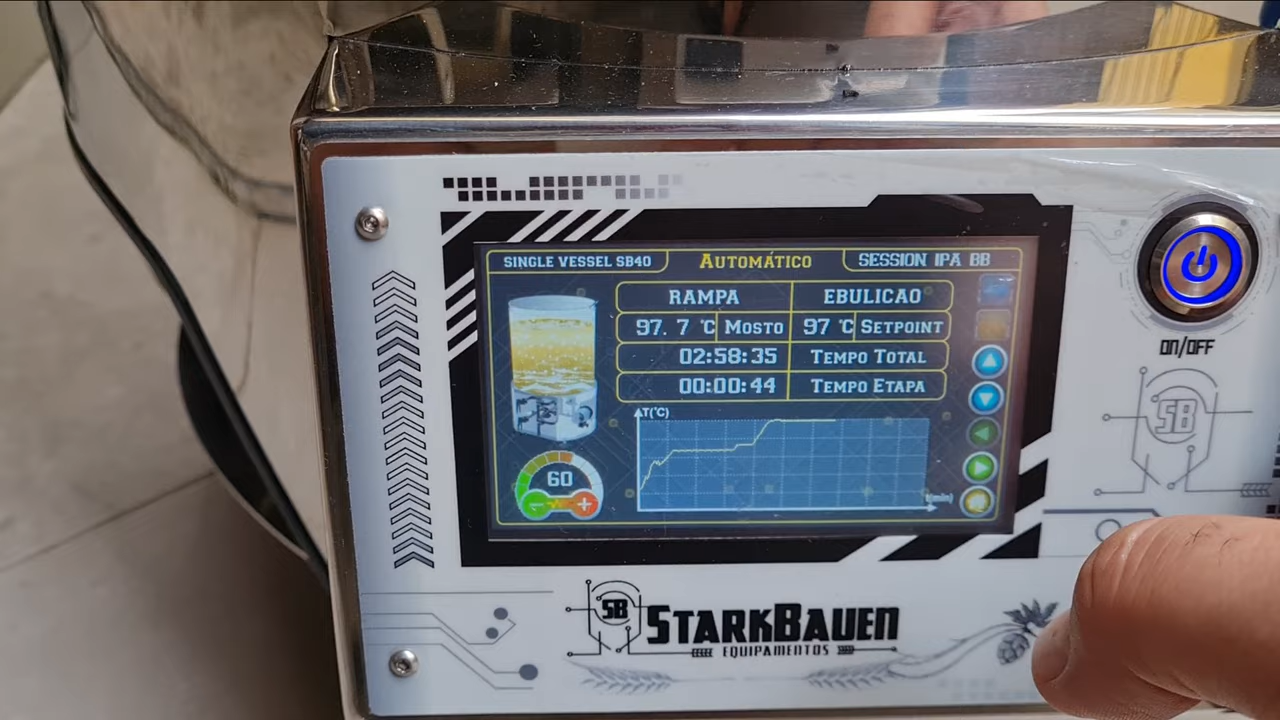 SINGLE VESSEL SB40
AUTOMÁTICO
SESSION IPA BB
RAMPA
EBULICAO
97. 7 °C MOSTO
97 °C SETPOINT
02:58:35 TEMPO TOTAL
00:00:44 TEMPO ETAPA
T(°C)
60
t(min)
ON/OFF
SB
SB
STARKBAUEN
EQUIPAMENTOS